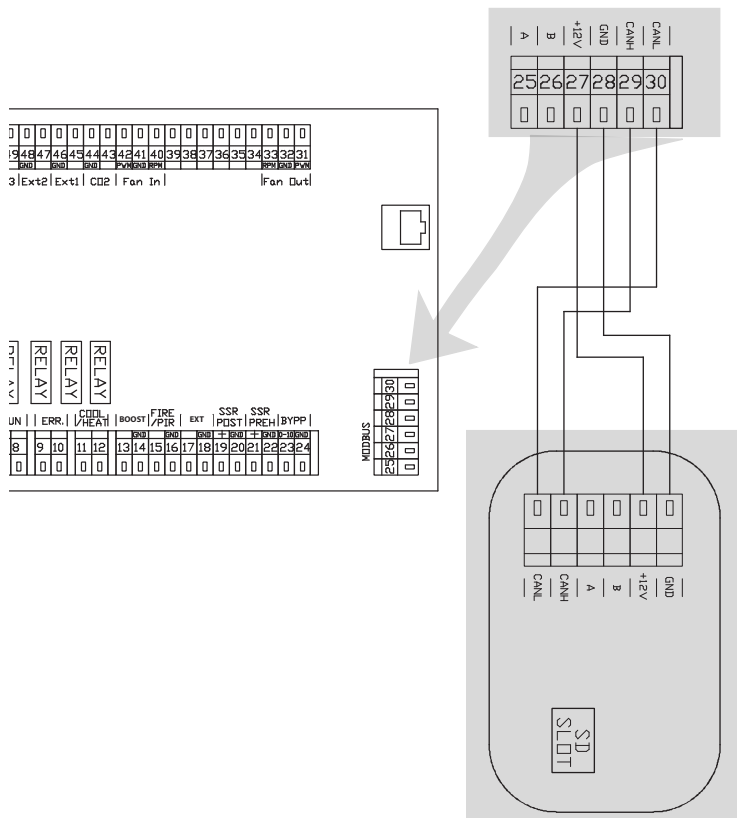 A B +12V GND CANH CANL
25 26 27 28 29 30
49 48 47 46 45 44 43 42 41 40 39 38 37 36 35 34 33 32 31
GND GND GND PWM GND RPM RPM GND PWM
3 Ext2 Ext1 CO2 Fan In Fan Out
RELAY RELAY RELAY RELAY
UN ERR. COOL /HEAT BOOST FIRE /PIR EXT SSR POST SSR PREH BYPP
GND GND GND + GND + GND 0-10 GND
8 9 10 11 12 13 14 15 16 17 18 19 20 21 22 23 24
MODBUS
25 26 27 28 29 30
CANL CANH A B +12V GND
SD
SLOT